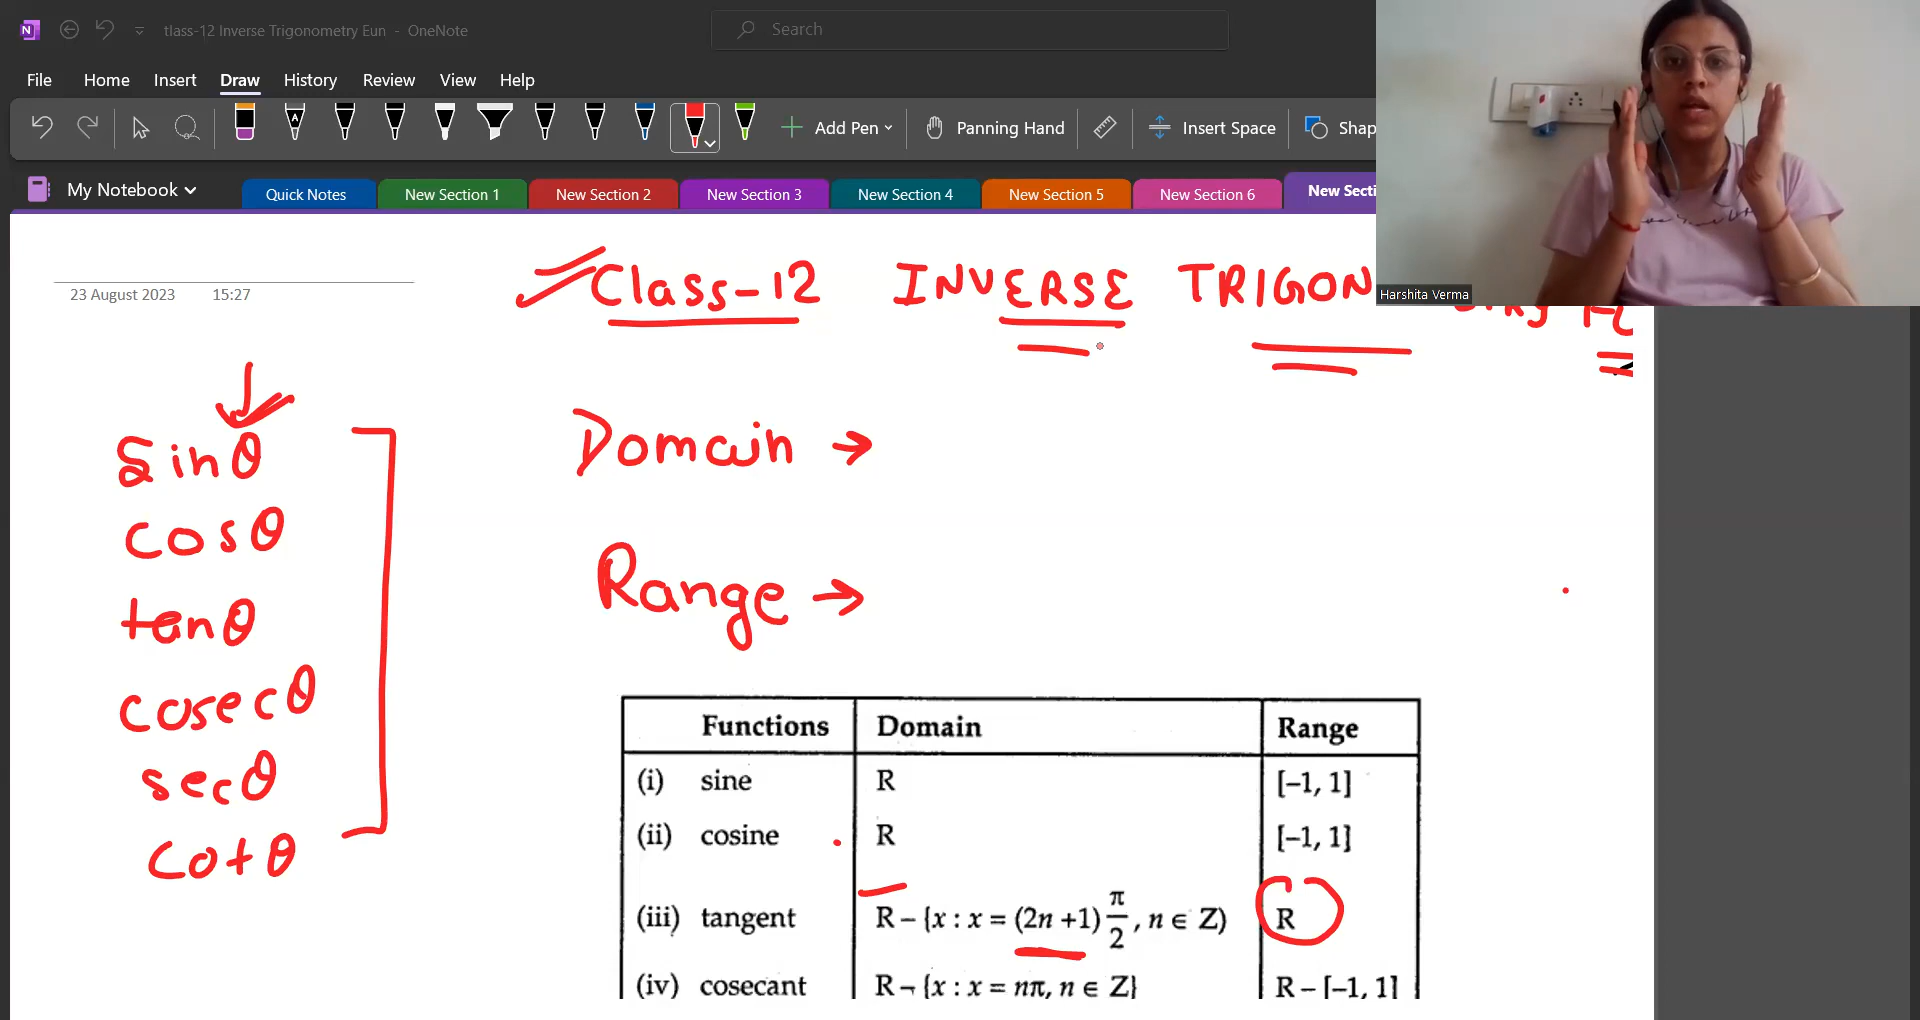 tlass-12 Inverse Trigonometry Eun - OneNote
Search
File Home Insert Draw History Review View Help
Add Pen Panning Hand Insert Space Shap
My Notebook Quick Notes New Section 1 New Section 2 New Section 3 New Section 4 New Section 5 New Section 6 New Secti
Harshita Verma
23 August 2023 15:27
Class-12 INVERSE TRIGON
Sinθ
Cosθ
tanθ
Cosecθ
secθ
Cotθ
Domain →
Range →
Functions Domain Range
(i) sine R [–1, 1]
(ii) cosine R [–1, 1]
(iii) tangent R – {x : x = (2n +1) π/2, n ∈ Z) R
(iv) cosecant R – {x : x = nπ, n ∈ Z} R – [–1, 1]